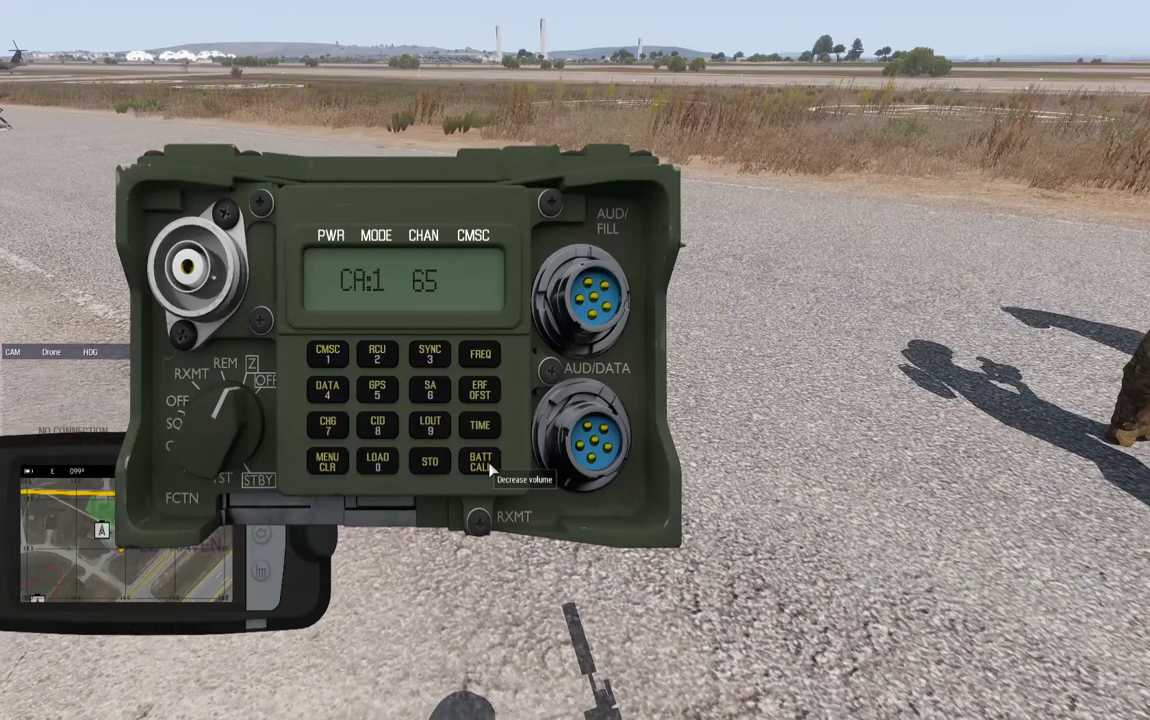 AUD/
FILL
PWR MODE CHAN CMSC
CA:1 65
CMSC 1
RCU 2
SYNC 3
FREQ
DATA 4
GPS 5
SA 6
ERF OFST
CHG 7
CID 8
LOUT 9
TIME
MENU CLR
LOAD 0
STO
BATT CALL
Decrease volume
AUD/DATA
RXMT
REM
Z
OFF
RXMT
OFF
SQ
ST
STBY
FCTN
CAM Drone HDG
NO CONNECTION
E 099°